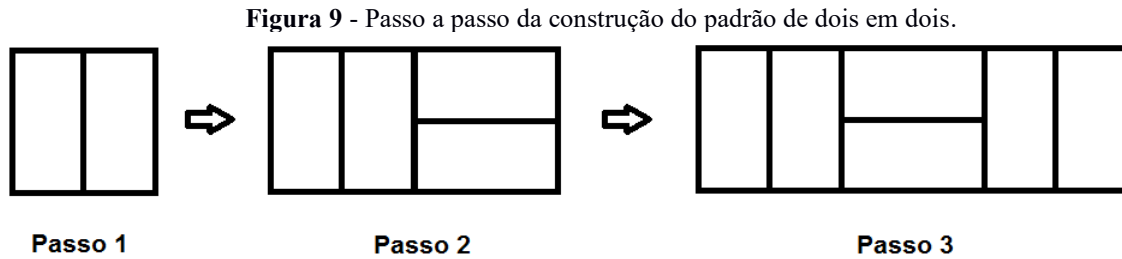 Figura 9 - Passo a passo da construção do padrão de dois em dois.
Passo 1
Passo 2
Passo 3